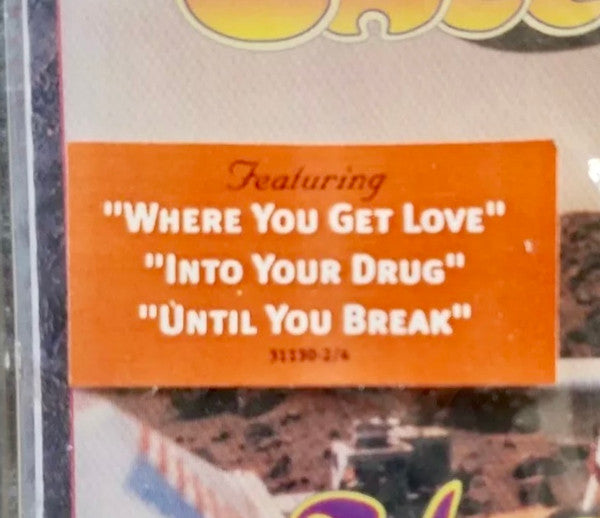 Featuring
"WHERE YOU GET LOVE"
"INTO YOUR DRUG"
"UNTIL YOU BREAK"
31130-2/4